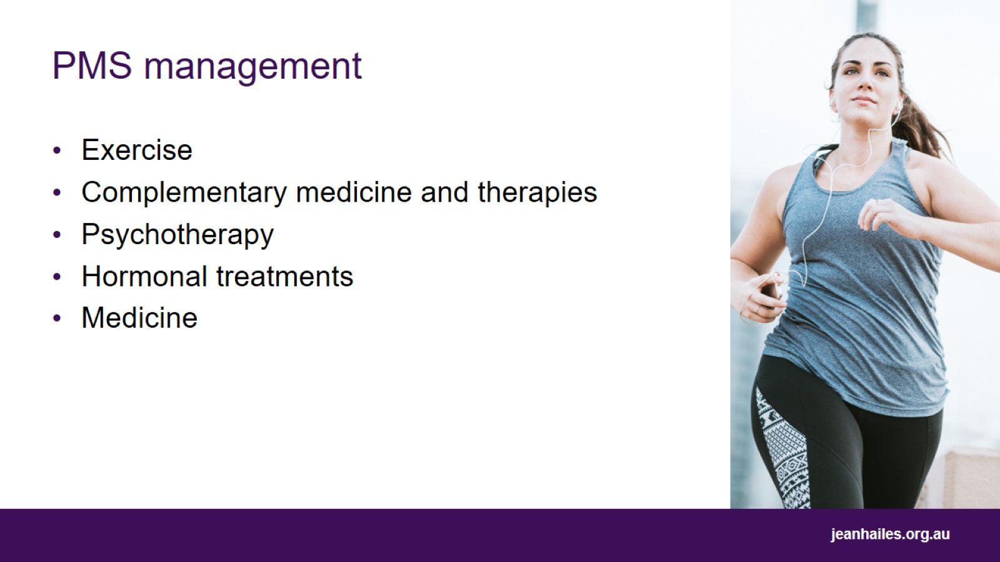 PMS management
• Exercise
• Complementary medicine and therapies
• Psychotherapy
• Hormonal treatments
• Medicine
jeanhailes.org.au